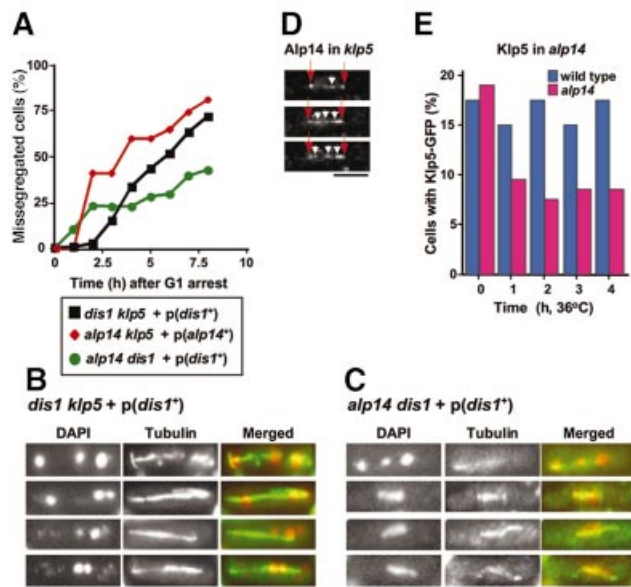 A
Missegregated cells (%)
100
75
50
25
0
0 2.5 5 7.5 10
Time (h) after G1 arrest
dis1 klp5 + p(dis1⁺)
alp14 klp5 + p(alp14⁺)
alp14 dis1 + p(dis1⁺)
D
Alp14 in klp5
E
Klp5 in alp14
wild type
alp14
Cells with Klp5-GFP (%)
20
15
10
5
0
0 1 2 3 4
Time (h, 36ºC)
B
dis1 klp5 + p(dis1⁺)
DAPI Tubulin Merged
C
alp14 dis1 + p(dis1⁺)
DAPI Tubulin Merged